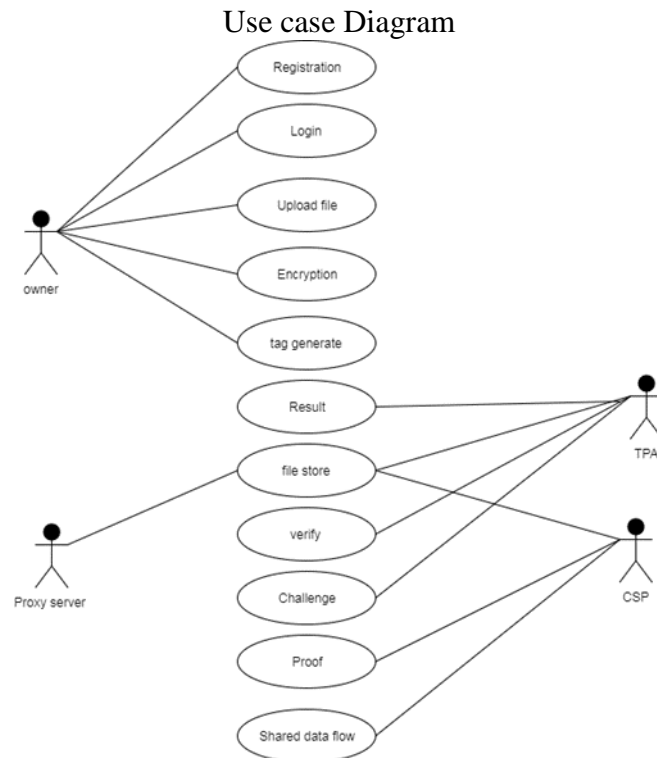 Use case Diagram
Registration
Login
Upload file
owner
Encryption
tag generate
Result
TPA
file store
verify
Proxy server
Challenge
CSP
Proof
Shared data flow